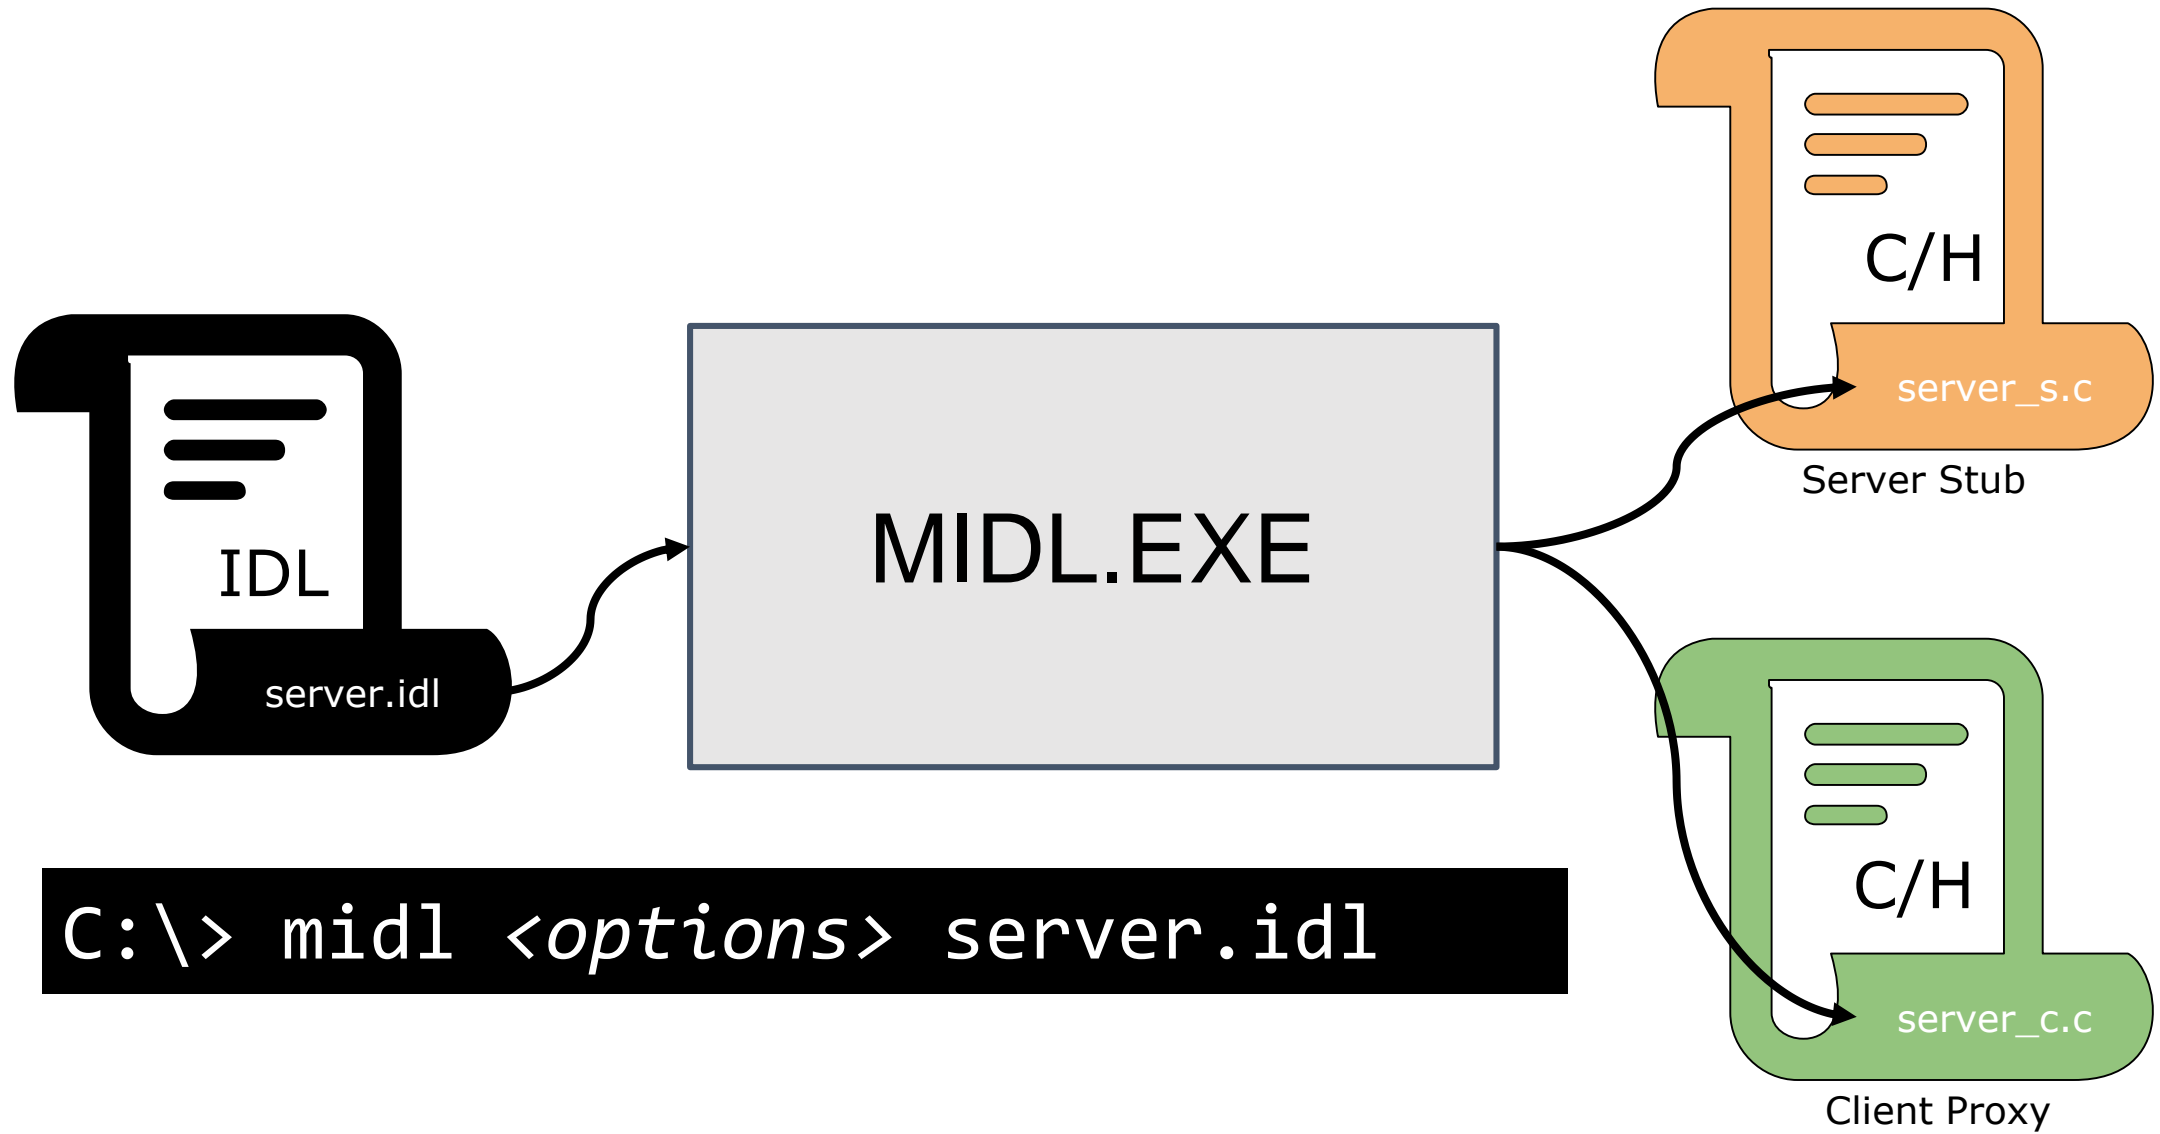 IDL
server.idl
MIDL.EXE
C/H
server_s.c
Server Stub
C/H
server_c.c
Client Proxy
C:\> midl <options> server.idl